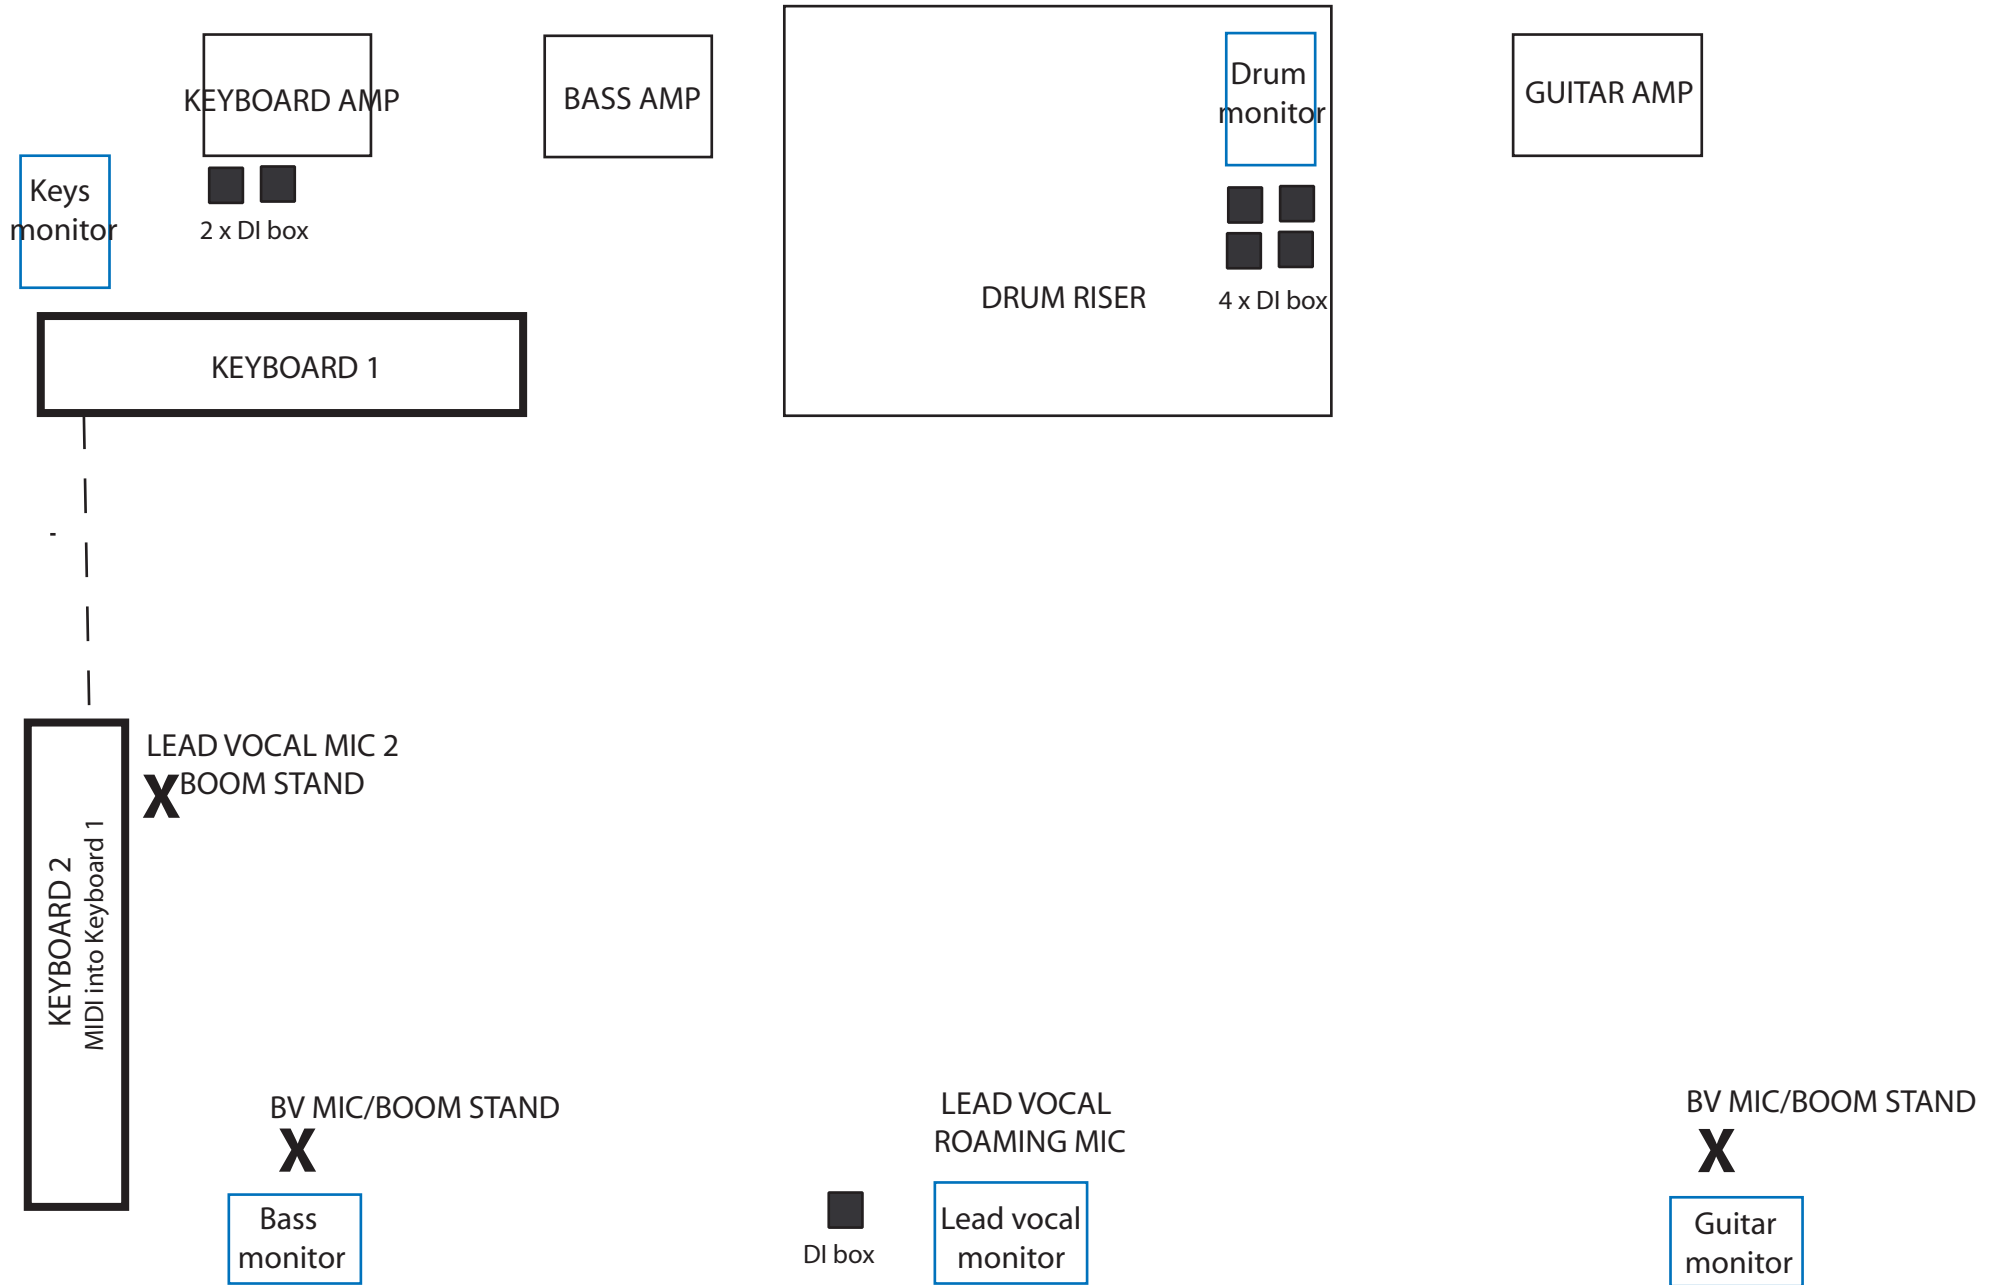 KEYBOARD AMP
BASS AMP
Drum
monitor
GUITAR AMP
Keys
monitor
2 x DI box
DRUM RISER
4 x DI box
KEYBOARD 1
LEAD VOCAL MIC 2
X BOOM STAND
KEYBOARD 2
MIDI into Keyboard 1
BV MIC/BOOM STAND
X
Bass
monitor
LEAD VOCAL
ROAMING MIC
DI box
Lead vocal
monitor
BV MIC/BOOM STAND
X
Guitar
monitor